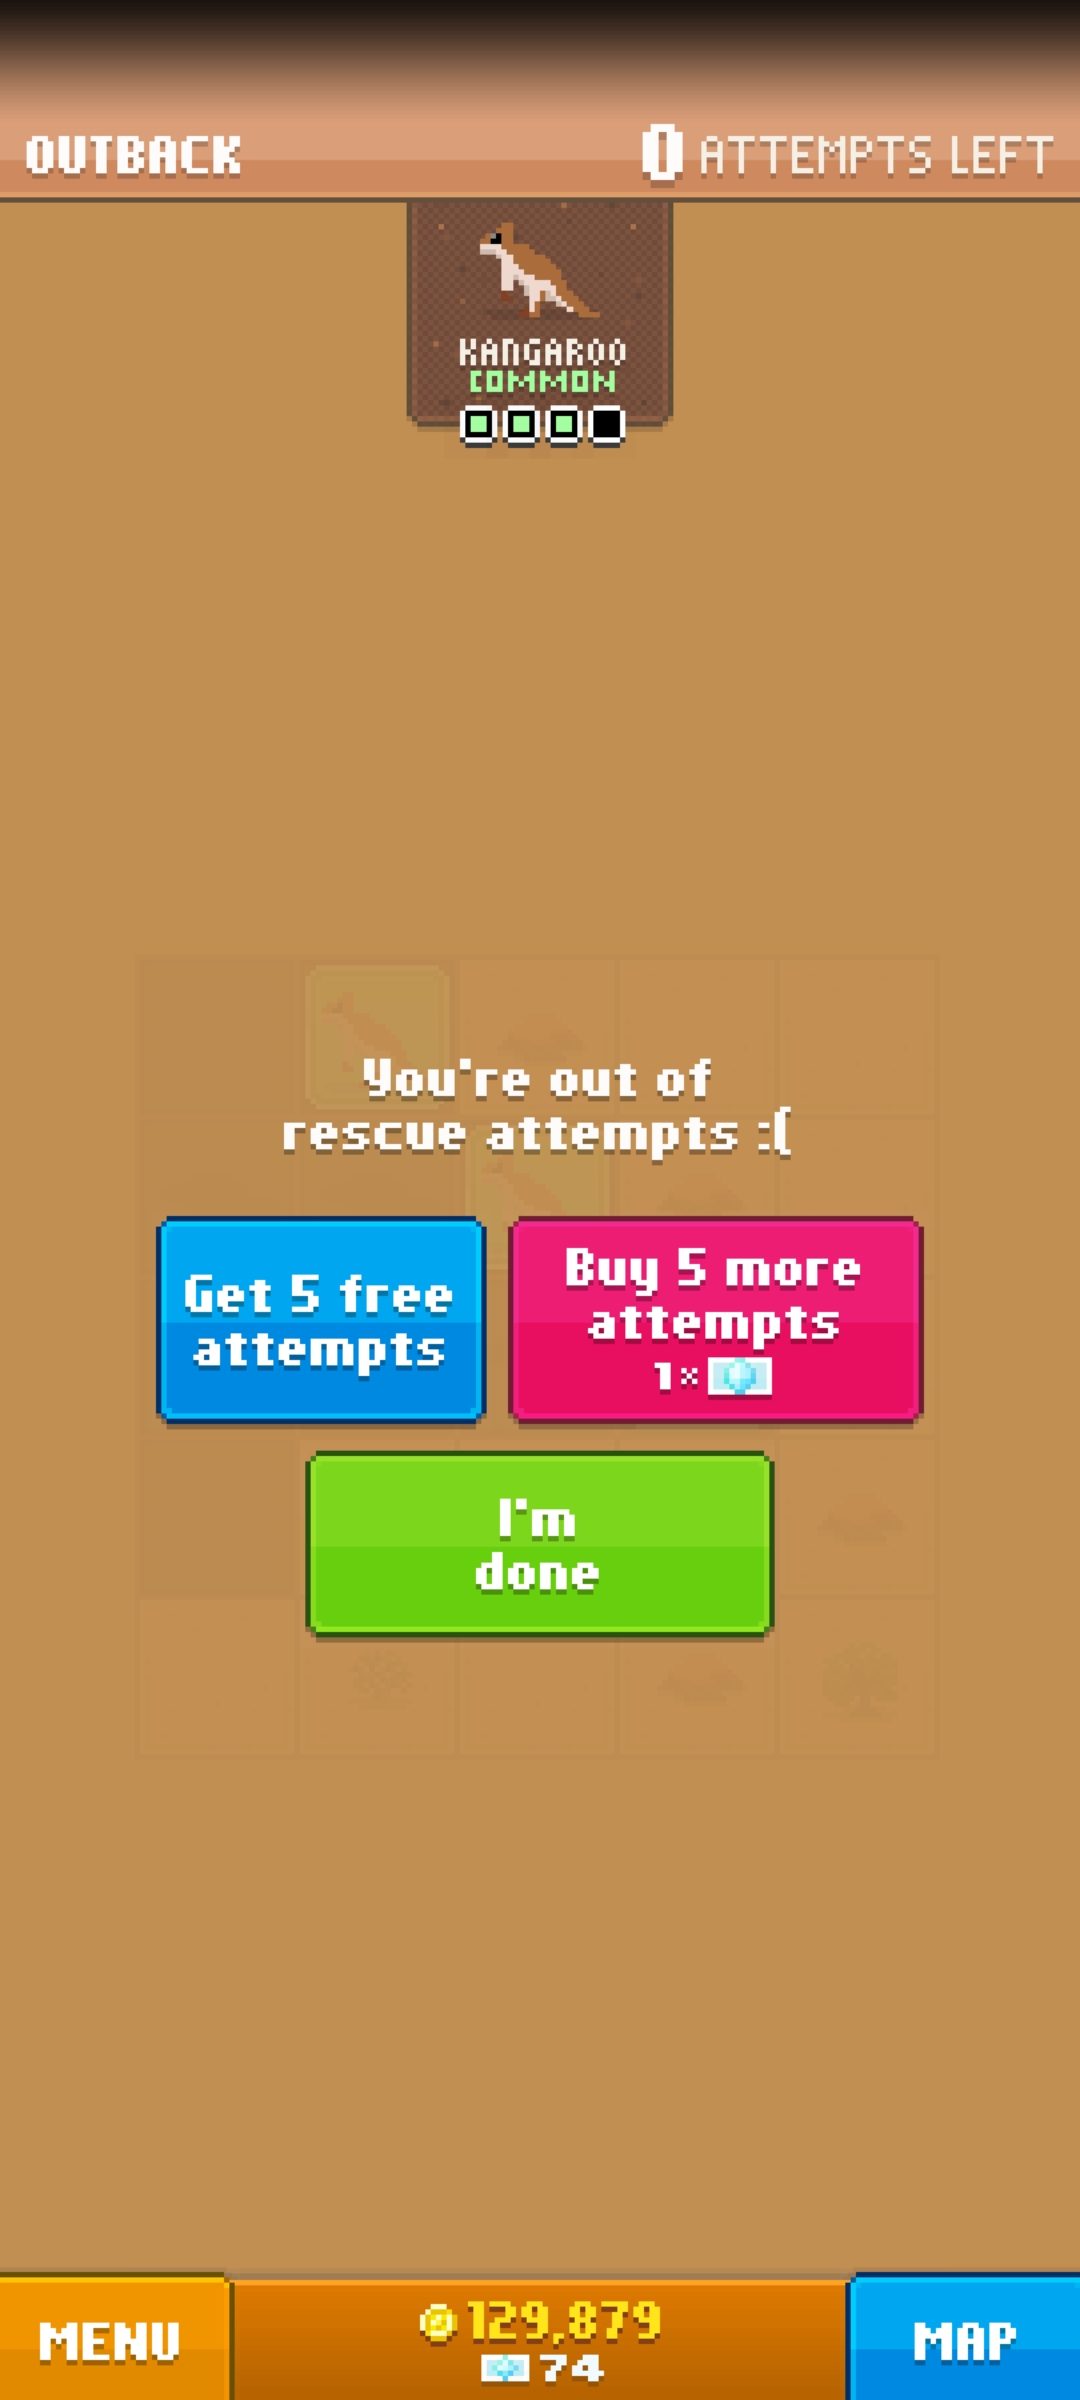 OUTBACK
0 ATTEMPTS LEFT
KANGAROO
COMMON
You're out of
rescue attempts :(
Get 5 free
attempts
Buy 5 more
attempts
1×
I'm
done
MENU
129,879
74
MAP